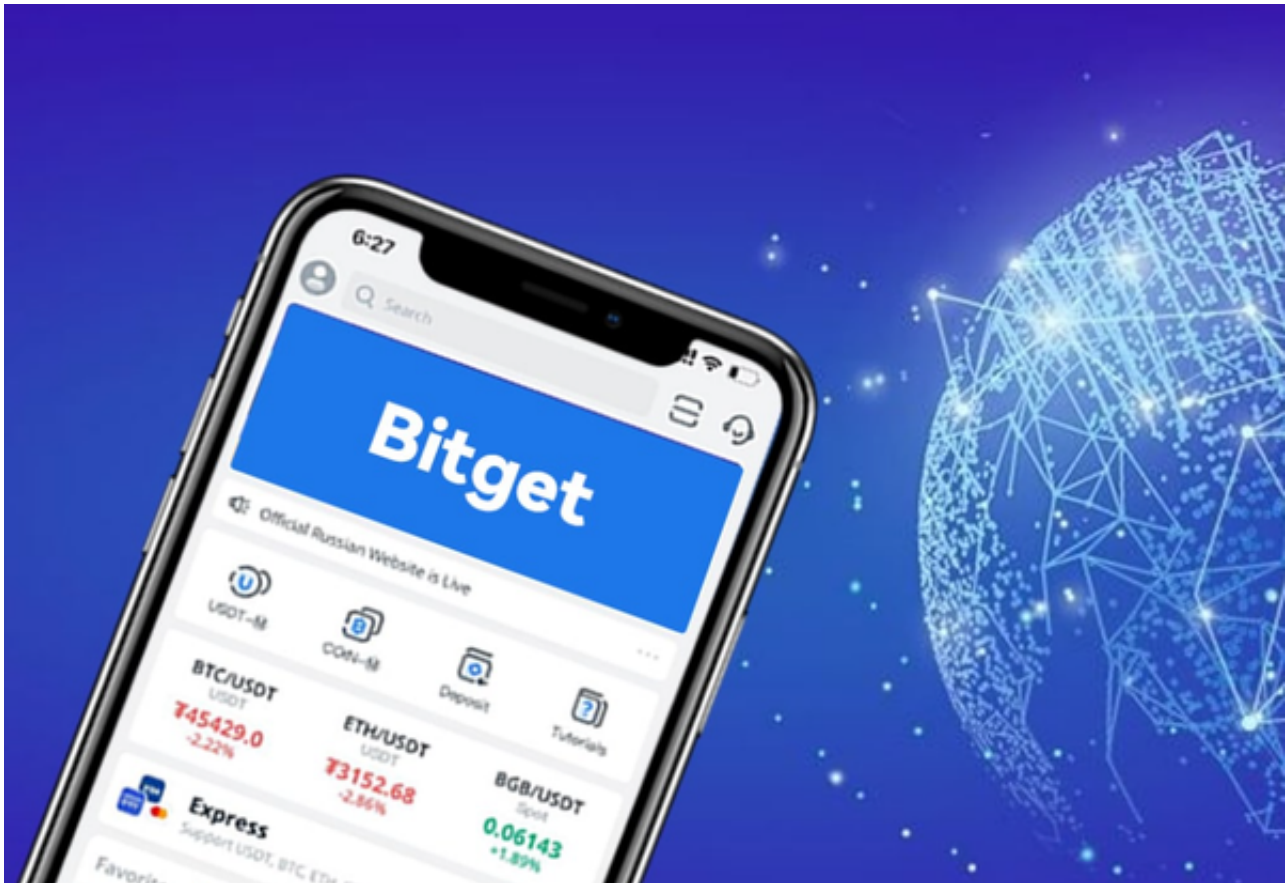 6:27
Search
Bitget
Official Russian Website is Live
USDT-M
COIN-M
Deposit
Tutorials
BTC/USDT
USDT
₮45429.0
-2.22%
ETH/USDT
USDT
₮3152.68
-2.86%
BGB/USDT
Spot
0.06143
+1.89%
Express
Support USDT, BTC, ETH